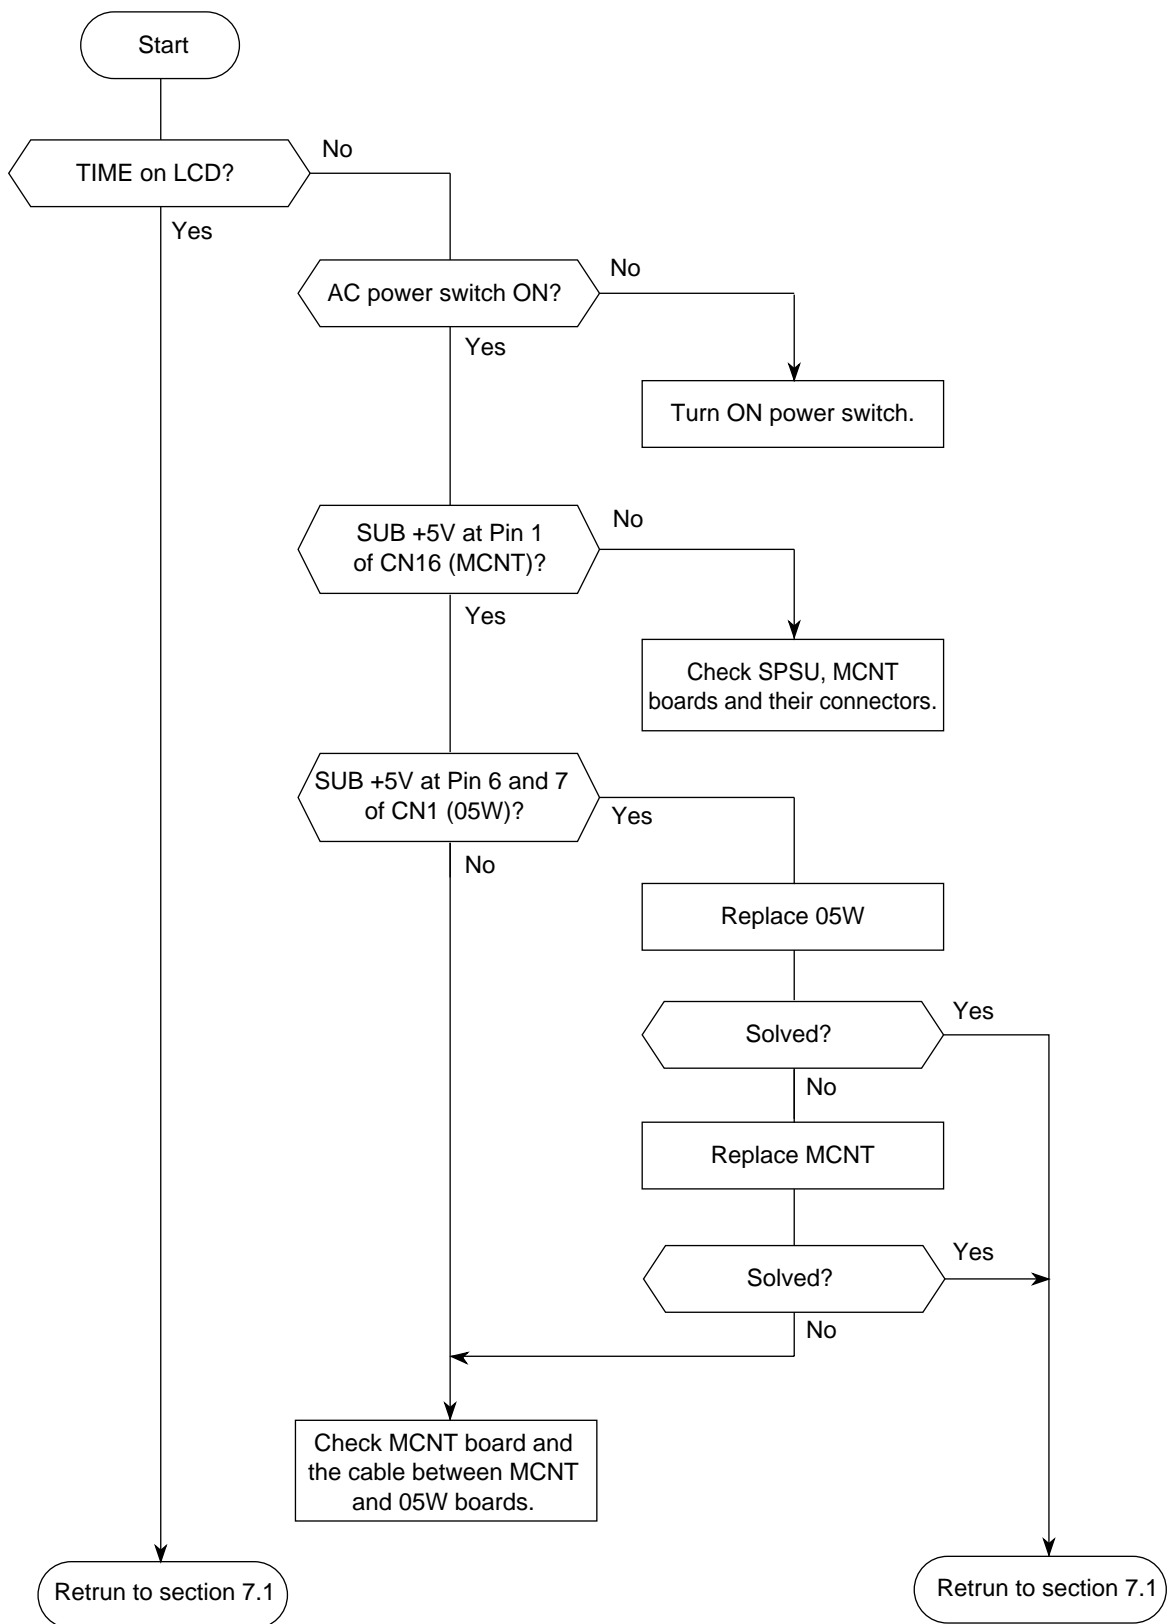 Start
TIME on LCD?
No
Yes
AC power switch ON?
No
Yes
Turn ON power switch.
SUB +5V at Pin 1
of CN16 (MCNT)?
No
Yes
Check SPSU, MCNT
boards and their connectors.
SUB +5V at Pin 6 and 7
of CN1 (05W)?
Yes
No
Replace 05W
Solved?
Yes
No
Replace MCNT
Solved?
Yes
No
Check MCNT board and
the cable between MCNT
and 05W boards.
Retrun to section 7.1
Retrun to section 7.1